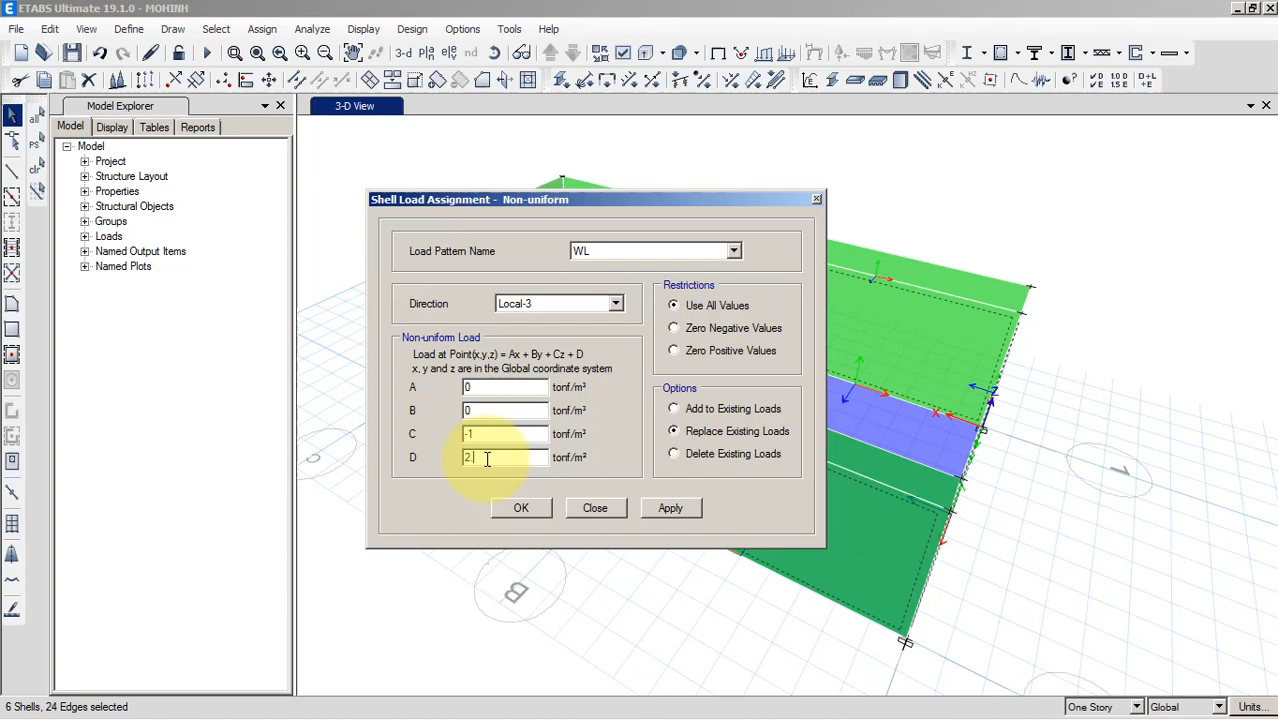 ETABS Ultimate 19.1.0 - MOHINH
File Edit View Define Draw Select Assign Analyze Display Design Options Tools Help
3-d
Model Explorer
3-D View
Model Display Tables Reports
all
PS
clr
Model
Project
Structure Layout
Properties
Structural Objects
Groups
Loads
Named Output Items
Named Plots
Shell Load Assignment - Non-uniform
Load Pattern Name WL
Direction Local-3
Non-uniform Load
Load at Point(x,y,z) = Ax + By + Cz + D
x, y and z are in the Global coordinate system
A 0 tonf/m³
B 0 tonf/m³
C -1 tonf/m³
D 2. tonf/m²
Restrictions
Use All Values
Zero Negative Values
Zero Positive Values
Options
Add to Existing Loads
Replace Existing Loads
Delete Existing Loads
OK Close Apply
X
Z
1
B
6 Shells, 24 Edges selected
One Story Global Units...